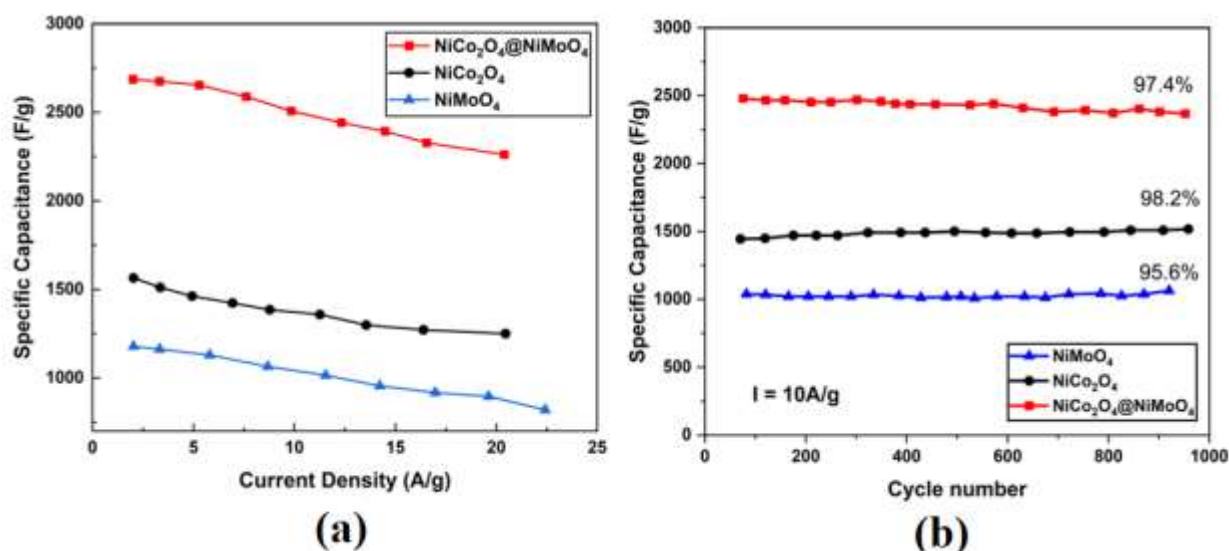 3000
2500
2000
1500
1000
0
5
10
15
20
25
Specific Capacitance (F/g)
Current Density (A/g)
NiCo₂O₄@NiMoO₄
NiCo₂O₄
NiMoO₄
(a)
3000
2500
2000
1500
1000
500
0
0
200
400
600
800
1000
Specific Capacitance (F/g)
Cycle number
97.4%
98.2%
95.6%
I = 10A/g
NiMoO₄
NiCo₂O₄
NiCo₂O₄@NiMoO₄
(b)